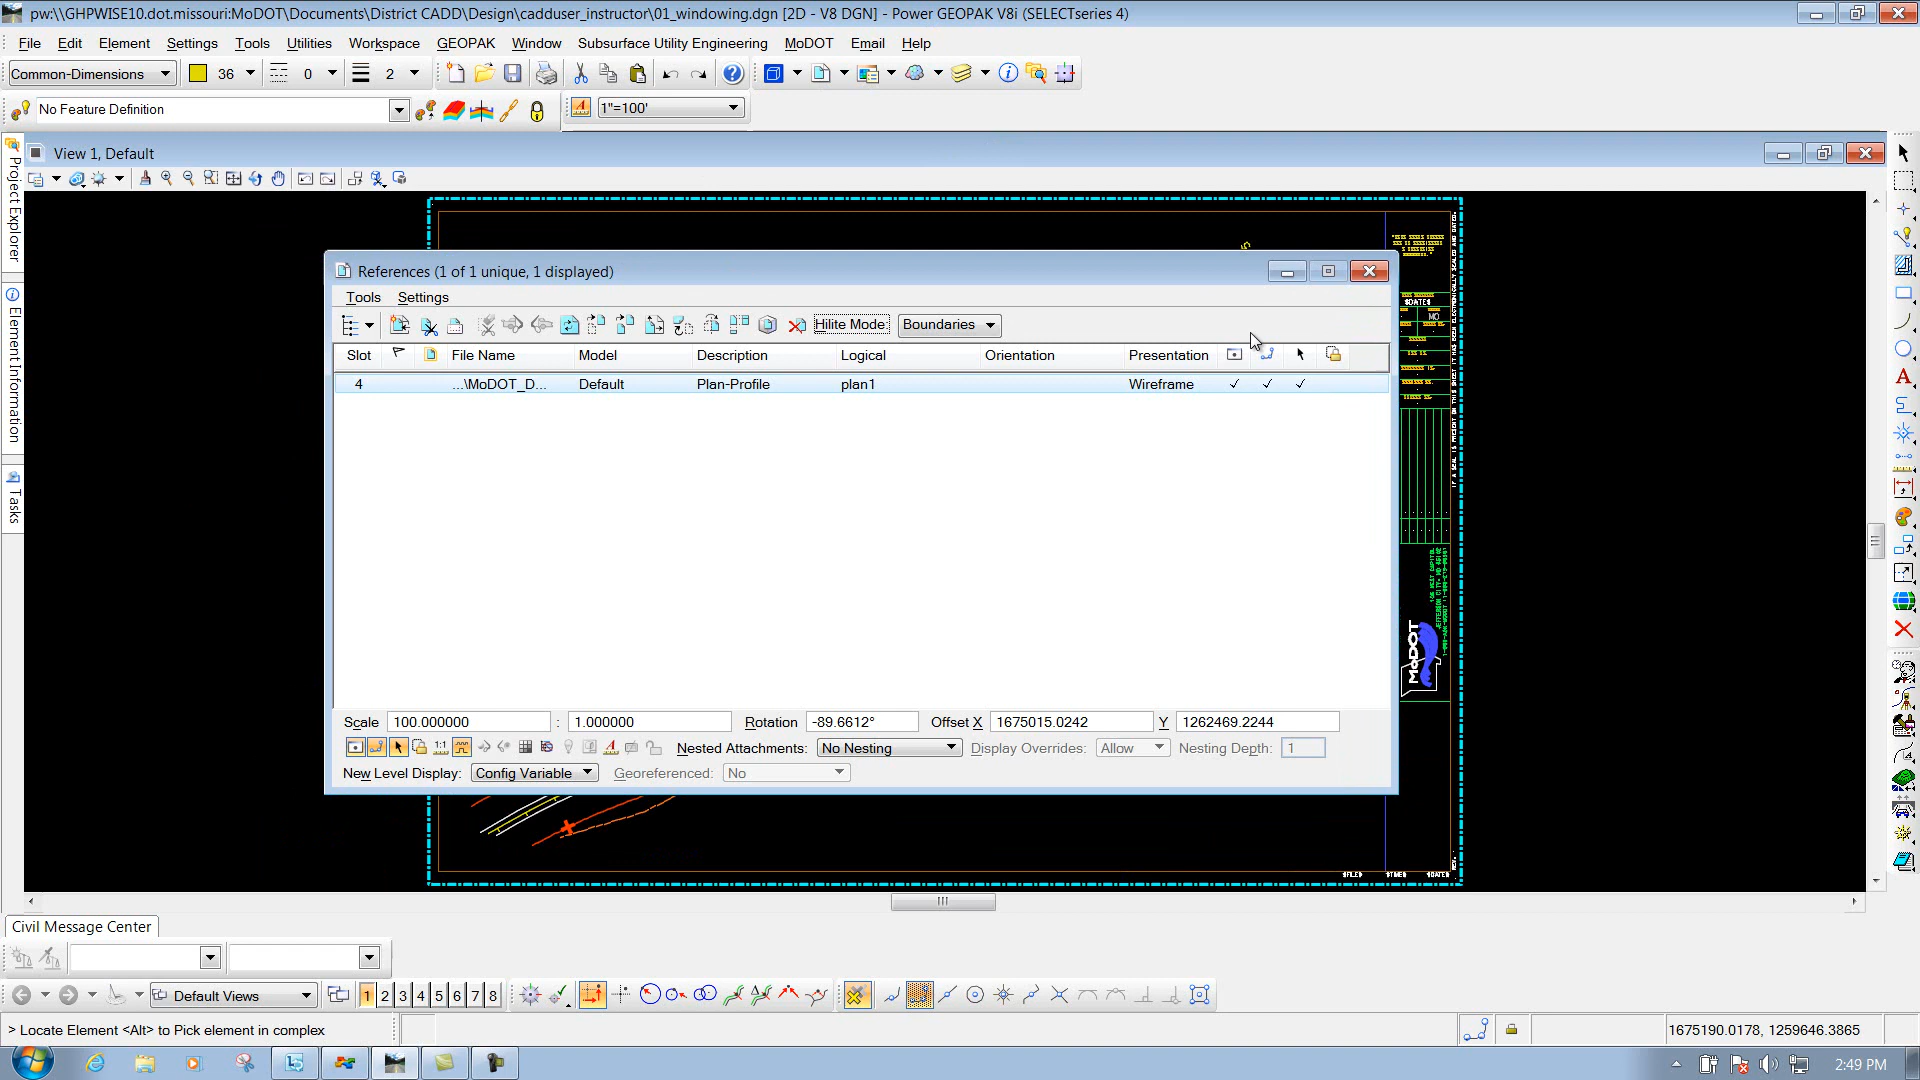 pw:\\GHPWISE10.dot.missouri:MoDOT\Documents\District CADD\Design\cadduser_instructor\01_windowing.dgn [2D - V8 DGN] - Power GEOPAK V8i (SELECTseries 4)
File Edit Element Settings Tools Utilities Workspace GEOPAK Window Subsurface Utility Engineering MoDOT Email Help
Common-Dimensions 36 0 2
No Feature Definition 1"=100'
View 1, Default
Project Explorer
Element Information
Tasks
References (1 of 1 unique, 1 displayed)
Tools Settings
Hilite Mode: Boundaries
Slot File Name Model Description Logical Orientation Presentation
4 ...\MoDOT_D... Default Plan-Profile plan1 Wireframe
Scale 100.000000 : 1.000000 Rotation -89.6612° Offset X 1675015.0242 Y 1262469.2244
1:1 Nested Attachments: No Nesting Display Overrides: Allow Nesting Depth: 1
New Level Display: Config Variable Georeferenced: No
$DATE$
MO
MoDOT
$FILE$ $TIME$ $DATE$
Civil Message Center
Default Views 1 2 3 4 5 6 7 8
> Locate Element <Alt> to Pick element in complex
1675190.0178, 1259646.3865
2:49 PM